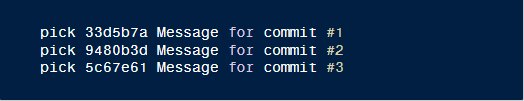 pick 33d5b7a Message for commit #1
pick 9480b3d Message for commit #2
pick 5c67e61 Message for commit #3